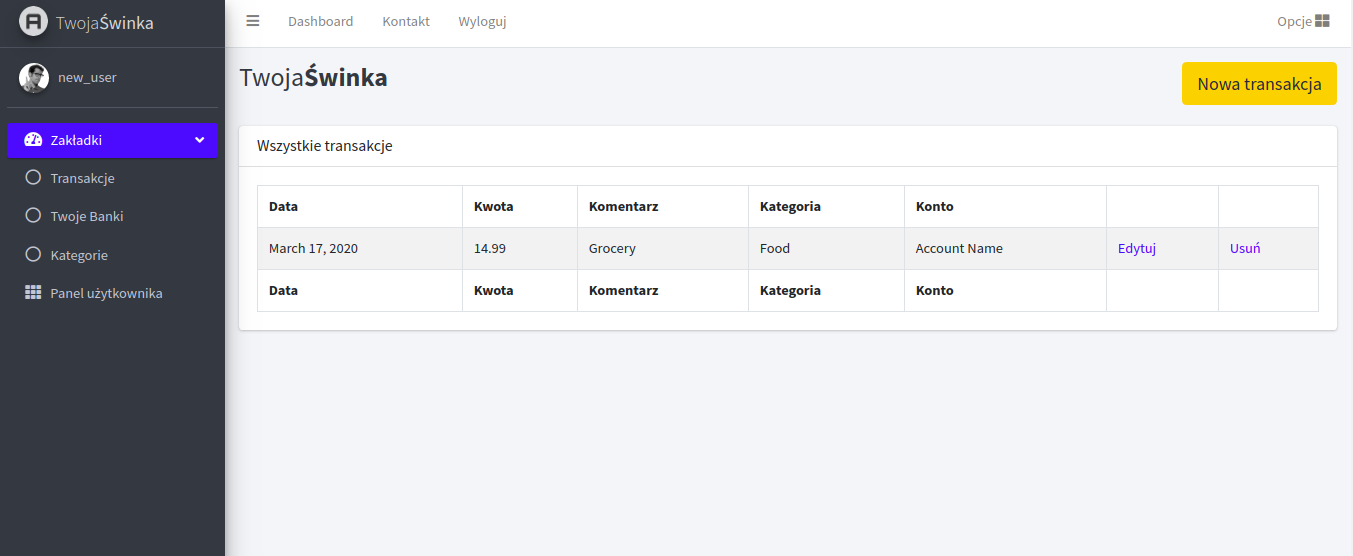 TwojaŚwinka
Dashboard Kontakt Wyloguj Opcje
new_user
Zakładki
Transakcje
Twoje Banki
Kategorie
Panel użytkownika
TwojaŚwinka
Nowa transakcja
Wszystkie transakcje
Data Kwota Komentarz Kategoria Konto
March 17, 2020 14.99 Grocery Food Account Name Edytuj Usuń
Data Kwota Komentarz Kategoria Konto